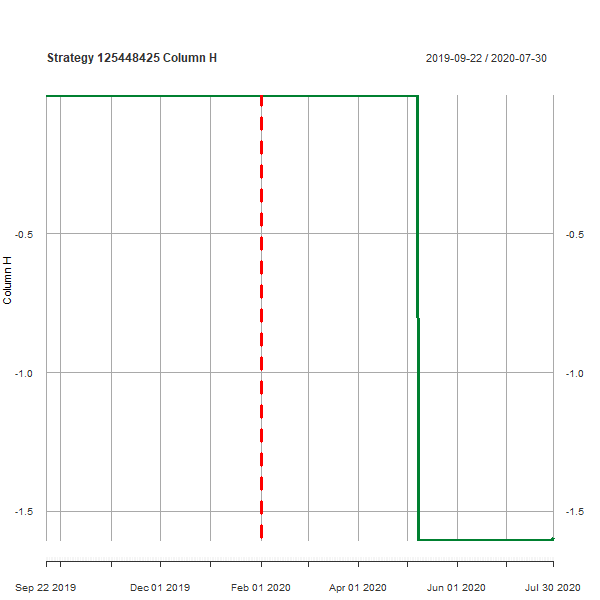 Strategy 125448425 Column H
2019-09-22 / 2020-07-30
-0.5 -0.5
Column H
-1.0 -1.0
-1.5 -1.5
Sep 22 2019 Dec 01 2019 Feb 01 2020 Apr 01 2020 Jun 01 2020 Jul 30 2020